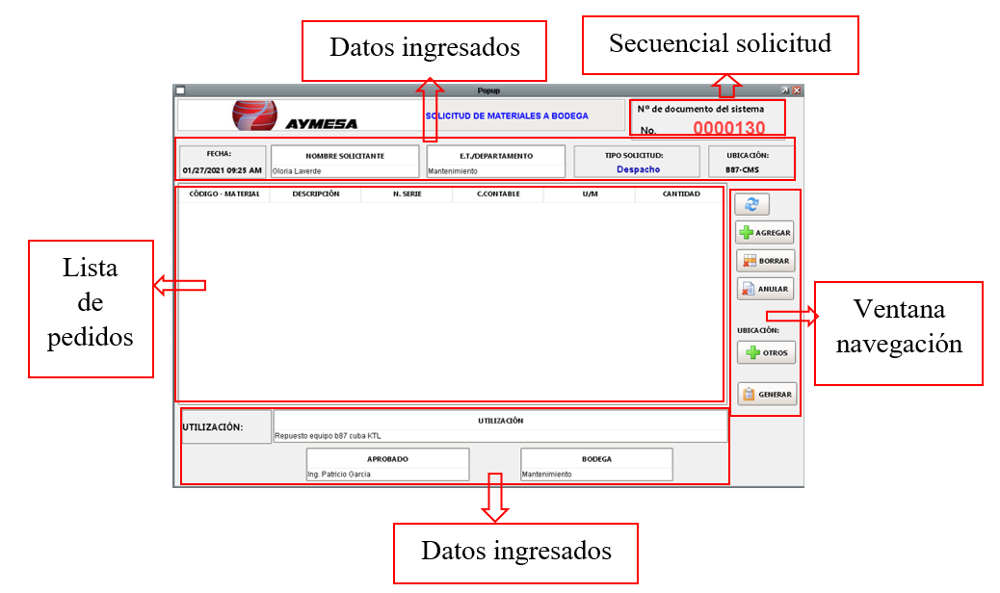 Datos ingresados
Secuencial solicitud
Popup
AYMESA
SOLICITUD DE MATERIALES A BODEGA
Nº de documento del sistema
No. 0000130
FECHA:
01/27/2021 09:25 AM
NOMBRE SOLICITANTE
Gloria Laverde
E.T./DEPARTAMENTO
Mantenimiento
TIPO SOLICITUD:
Despacho
UBICACIÓN:
B87-CMS
CÓDIGO - MATERIAL DESCRIPCIÓN N. SERIE C.CONTABLE U/M CANTIDAD
AGREGAR
BORRAR
ANULAR
UBICACIÓN:
OTROS
GENERAR
Lista
de
pedidos
Ventana
navegación
UTILIZACIÓN:
UTILIZACIÓN
Repuesto equipo b87 cuba KTL
APROBADO
Ing. Patricio Garcia
BODEGA
Mantenimiento
Datos ingresados